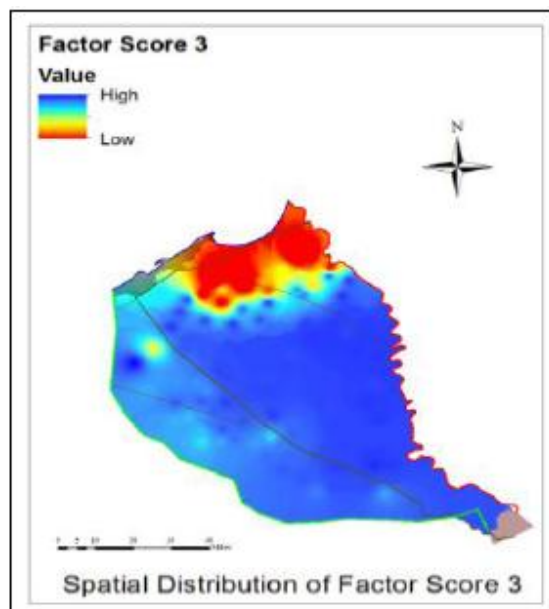 Factor Score 3
Value
High
Low
N
Spatial Distribution of Factor Score 3